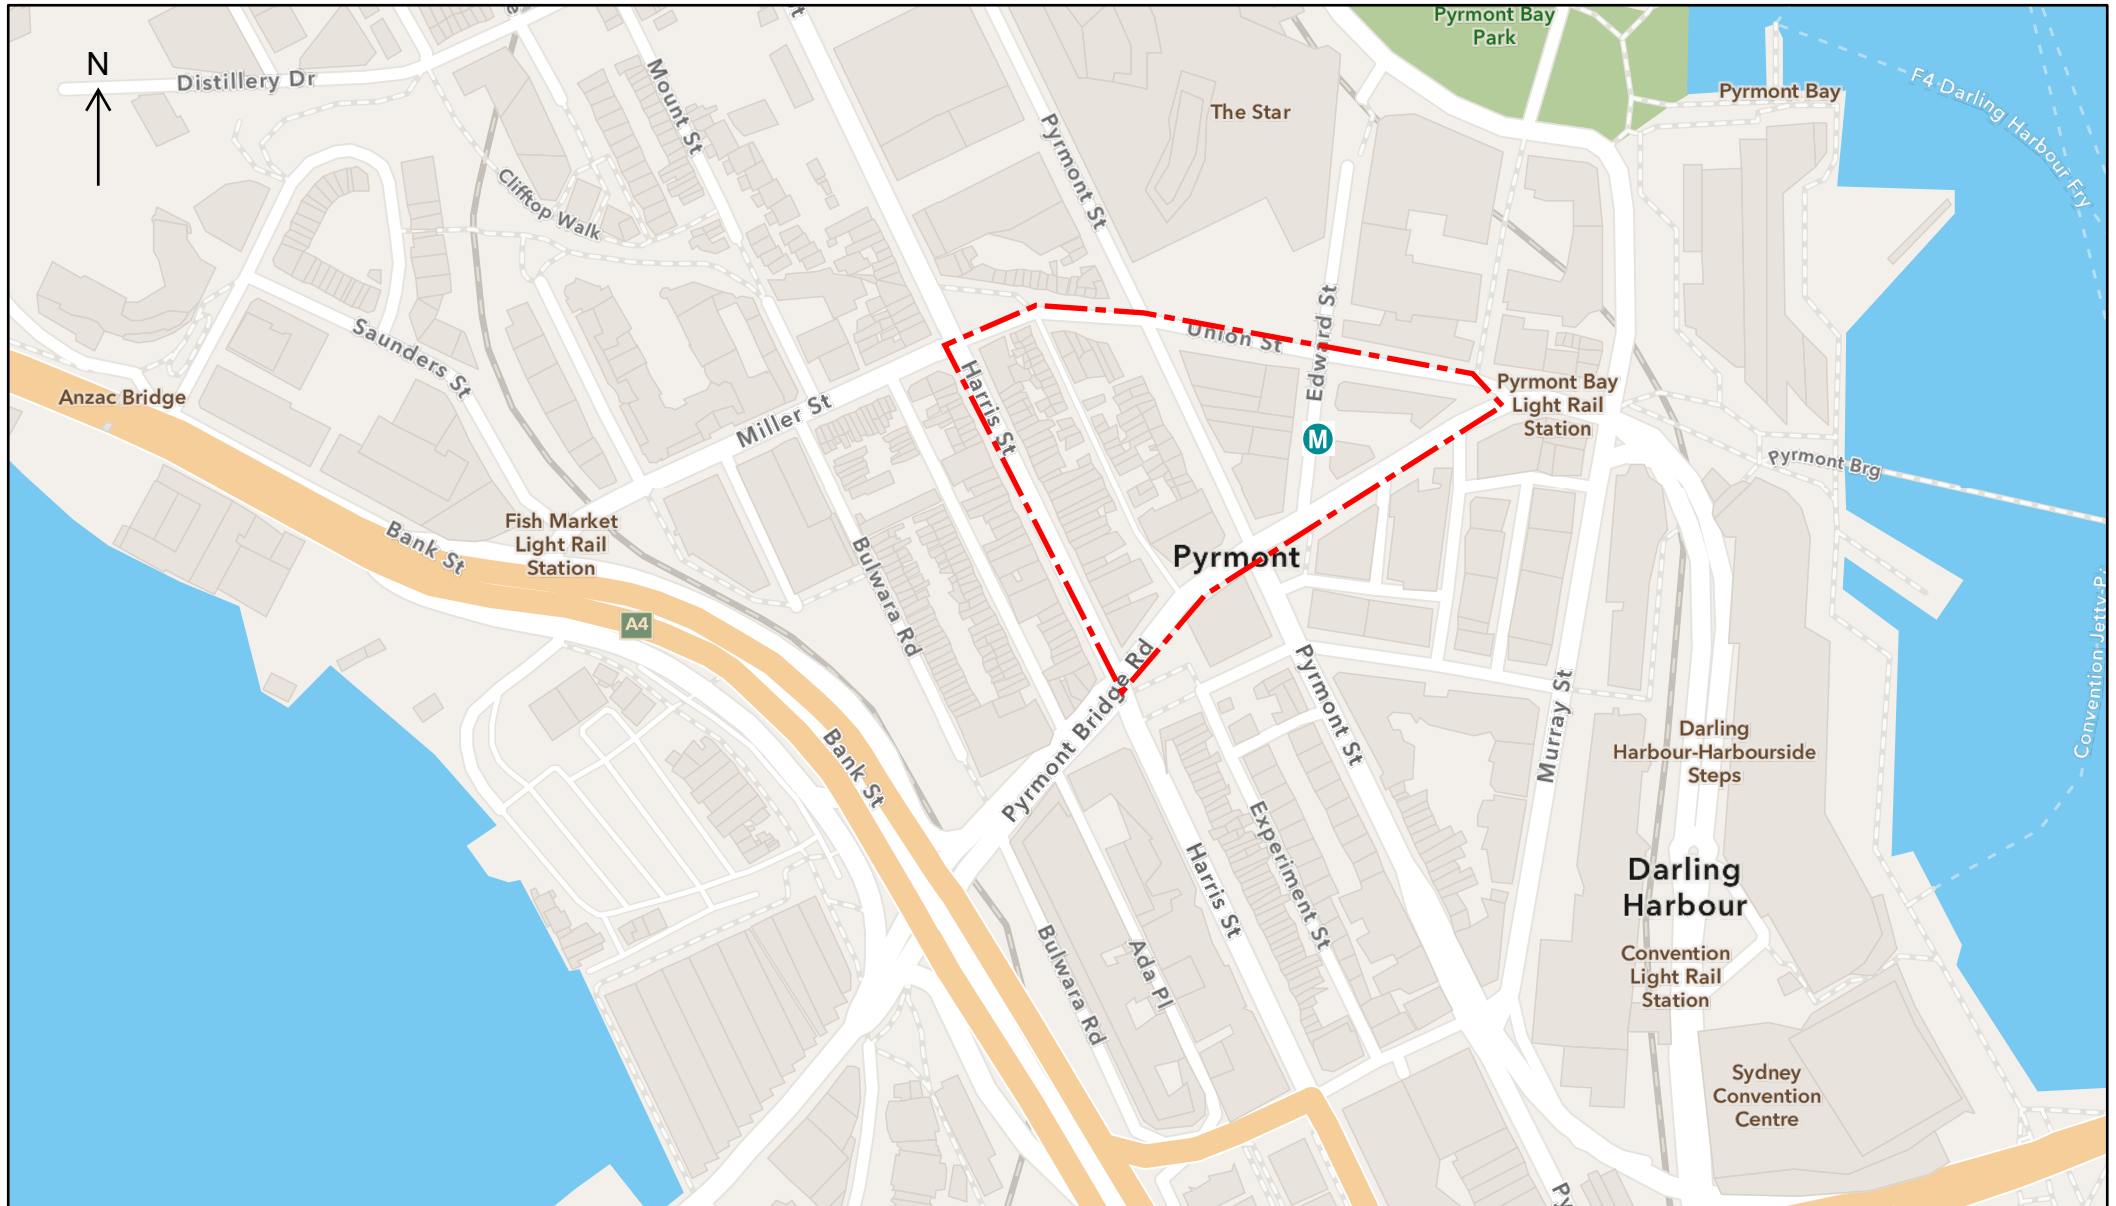 Pyrmont Bay
Park
N
Distillery Dr
Mount St
The Star
Pyrmont Bay
F4 Darling Harbour Fry
Pyrmont St
Clifftop Walk
Saunders St
Edward St
Union St
Anzac Bridge
Harris St
Miller St
Pyrmont Bay
Light Rail
Station
M
Pyrmont Brg
Fish Market
Light Rail
Station
Bank St
Bulwara Rd
Pyrmont
A4
Pyrmont Bridge Rd
Pyrmont St
Murray St
Convention Jetty-Pi
Bank St
Darling
Harbour-Harbourside
Steps
Harris St
Experiment St
Darling
Harbour
Bulwara Rd
Ada Pl
Convention
Light Rail
Station
Sydney
Convention
Centre
Py